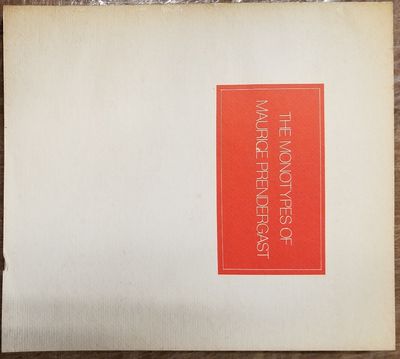 THE MONOTYPES OF
MAURICE PRENDERGAST